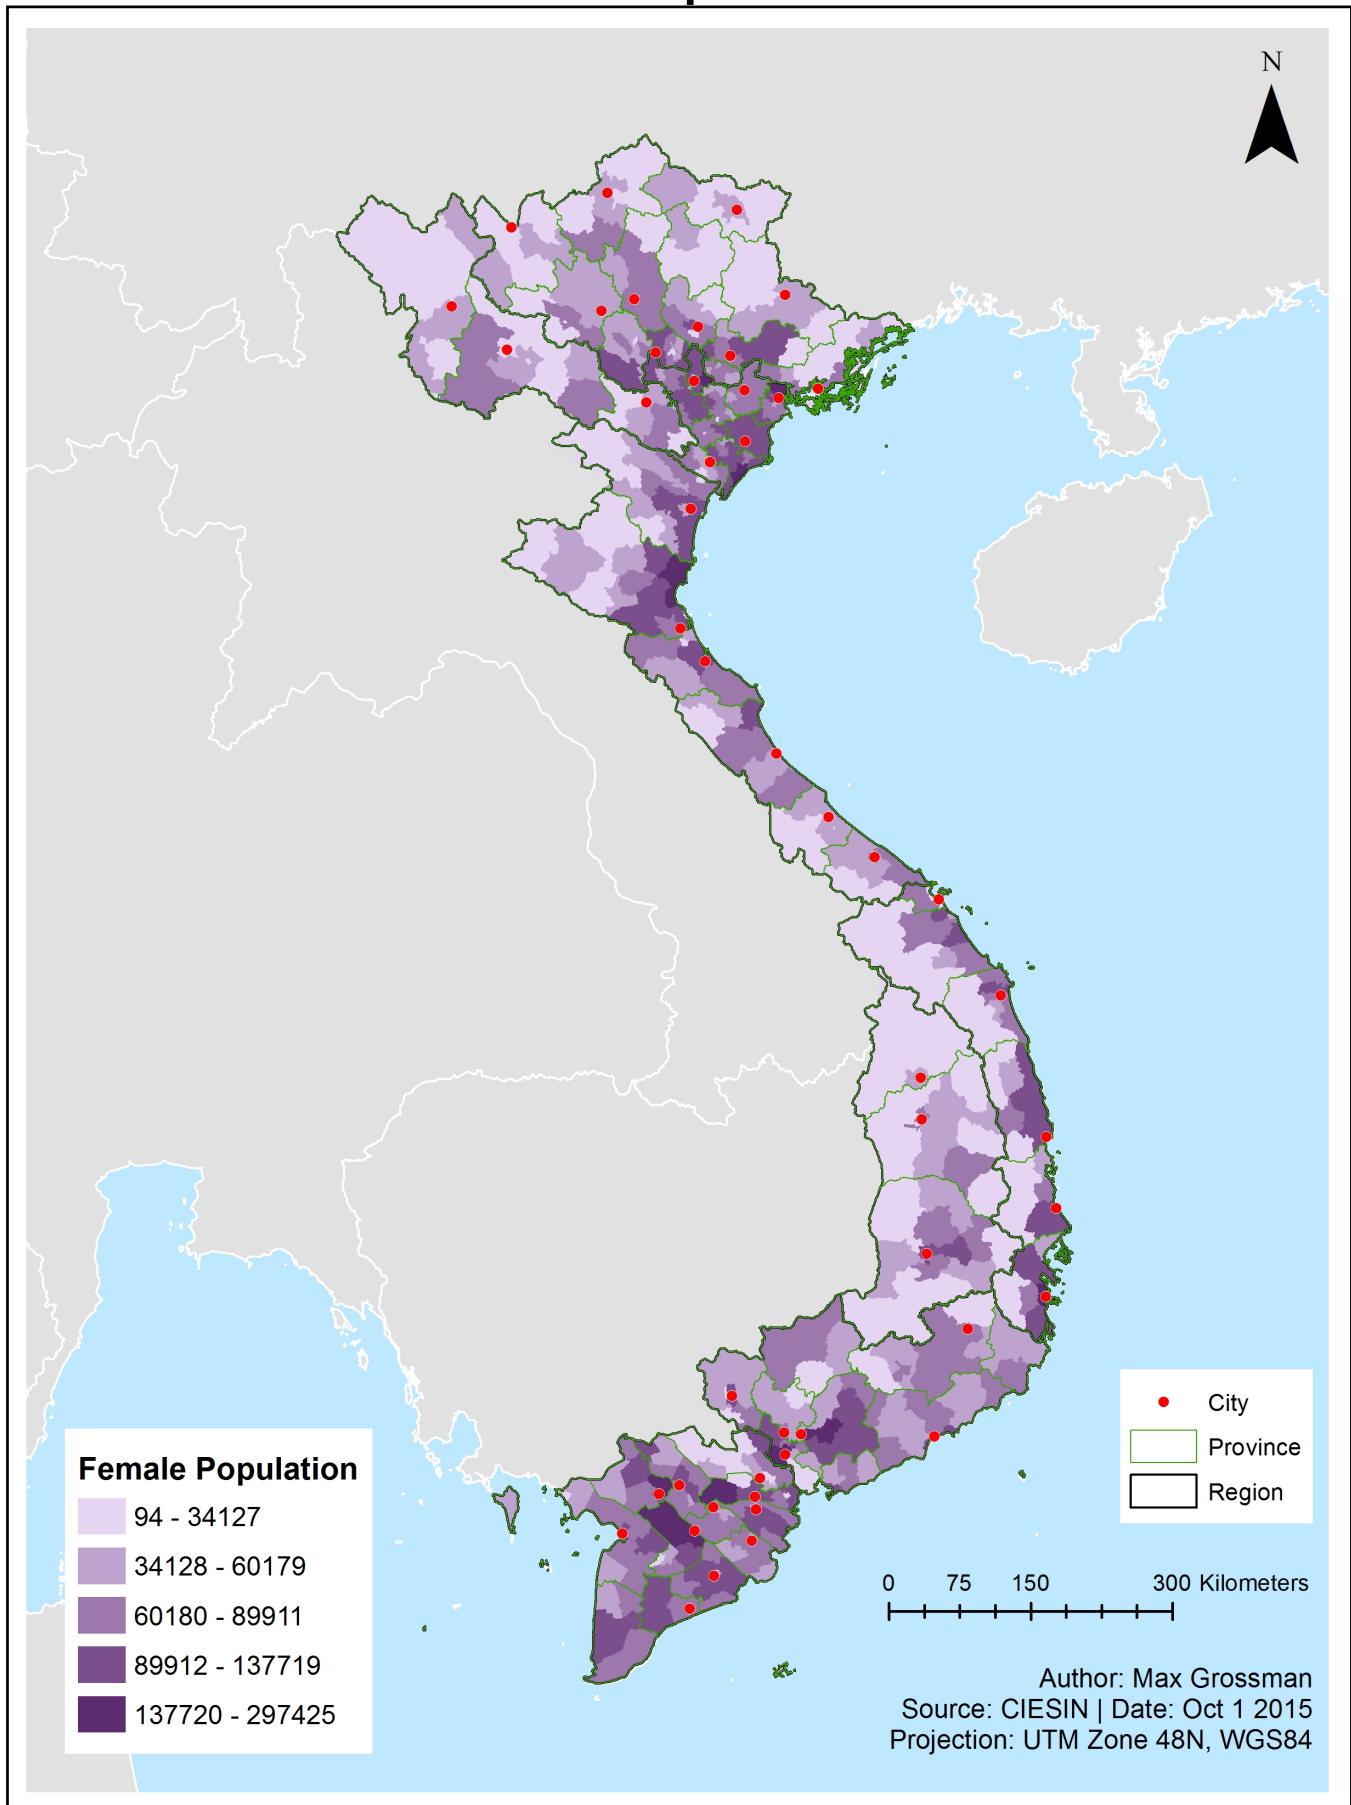 N
City
Province
Region
Female Population
94 - 34127
34128 - 60179
60180 - 89911
89912 - 137719
137720 - 297425
0 75 150 300 Kilometers
Author: Max Grossman
Source: CIESIN | Date: Oct 1 2015
Projection: UTM Zone 48N, WGS84